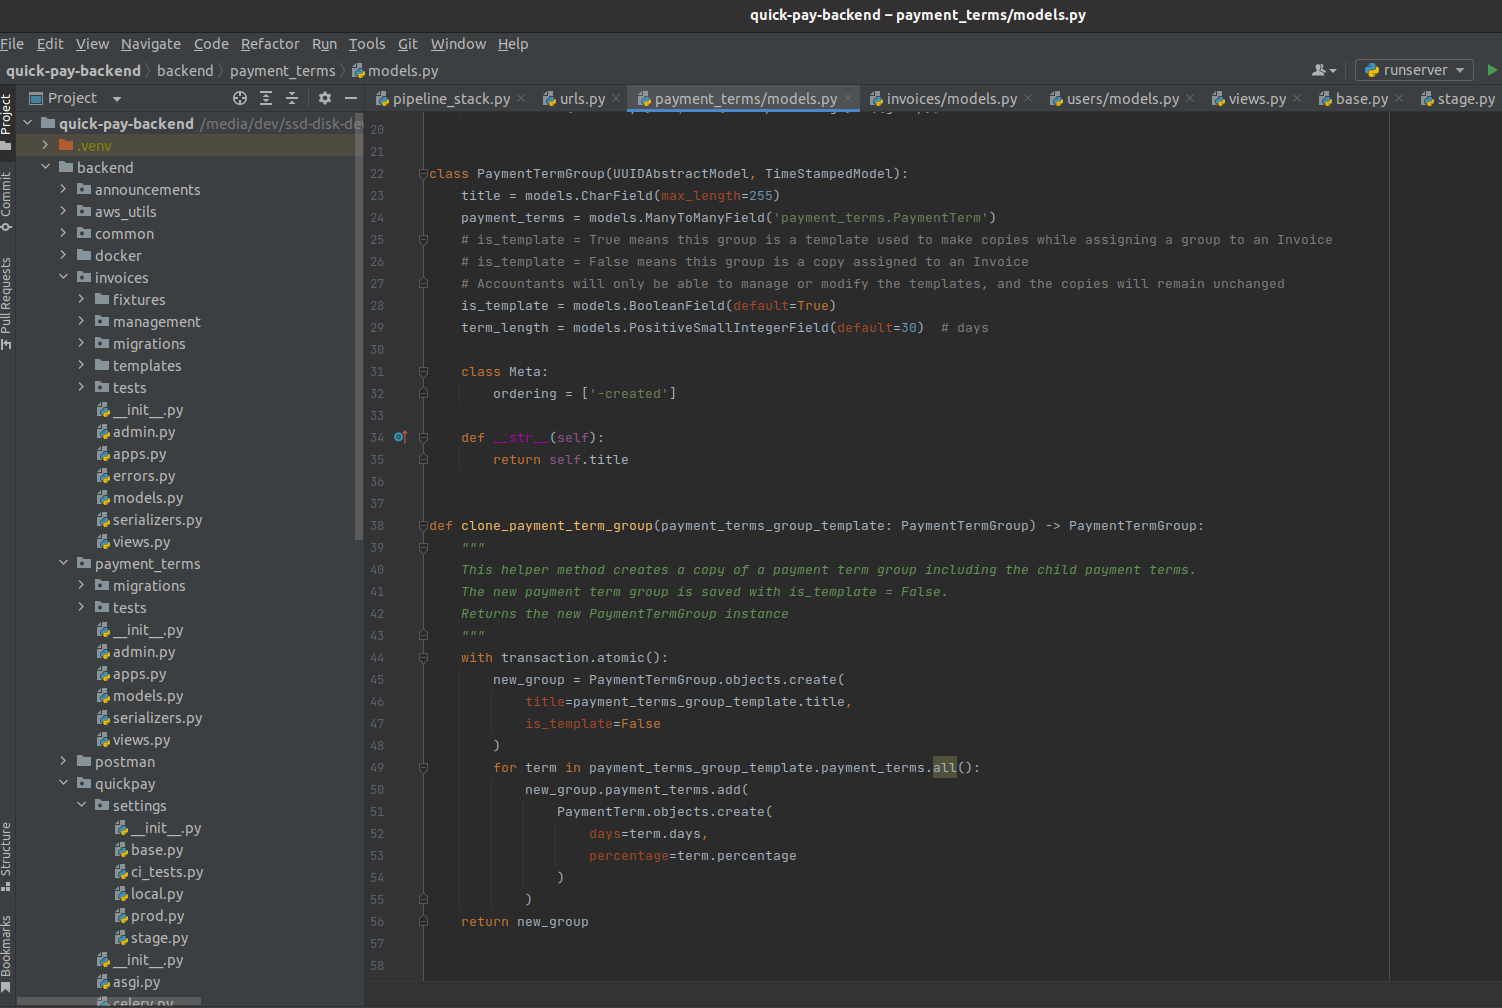 quick-pay-backend – payment_terms/models.py
File Edit View Navigate Code Refactor Run Tools Git Window Help
quick-pay-backend backend payment_terms models.py
runserver
Project
pipeline_stack.py urls.py payment_terms/models.py invoices/models.py users/models.py views.py base.py stage.py
Project
Commit
Pull Requests
Structure
Bookmarks
quick-pay-backend /media/dev/ssd-disk-dev
.venv
backend
announcements
aws_utils
common
docker
invoices
fixtures
management
migrations
templates
tests
__init__.py
admin.py
apps.py
errors.py
models.py
serializers.py
views.py
payment_terms
migrations
tests
__init__.py
admin.py
apps.py
models.py
serializers.py
views.py
postman
quickpay
settings
__init__.py
base.py
ci_tests.py
local.py
prod.py
stage.py
__init__.py
asgi.py
celery.py
20
21
22 class PaymentTermGroup(UUIDAbstractModel, TimeStampedModel):
23 title = models.CharField(max_length=255)
24 payment_terms = models.ManyToManyField('payment_terms.PaymentTerm')
25 # is_template = True means this group is a template used to make copies while assigning a group to an Invoice
26 # is_template = False means this group is a copy assigned to an Invoice
27 # Accountants will only be able to manage or modify the templates, and the copies will remain unchanged
28 is_template = models.BooleanField(default=True)
29 term_length = models.PositiveSmallIntegerField(default=30) # days
30
31 class Meta:
32 ordering = ['-created']
33
34 def __str__(self):
35 return self.title
36
37
38 def clone_payment_term_group(payment_terms_group_template: PaymentTermGroup) -> PaymentTermGroup:
39 """
40 This helper method creates a copy of a payment term group including the child payment terms.
41 The new payment term group is saved with is_template = False.
42 Returns the new PaymentTermGroup instance
43 """
44 with transaction.atomic():
45 new_group = PaymentTermGroup.objects.create(
46 title=payment_terms_group_template.title,
47 is_template=False
48 )
49 for term in payment_terms_group_template.payment_terms.all():
50 new_group.payment_terms.add(
51 PaymentTerm.objects.create(
52 days=term.days,
53 percentage=term.percentage
54 )
55 )
56 return new_group
57
58